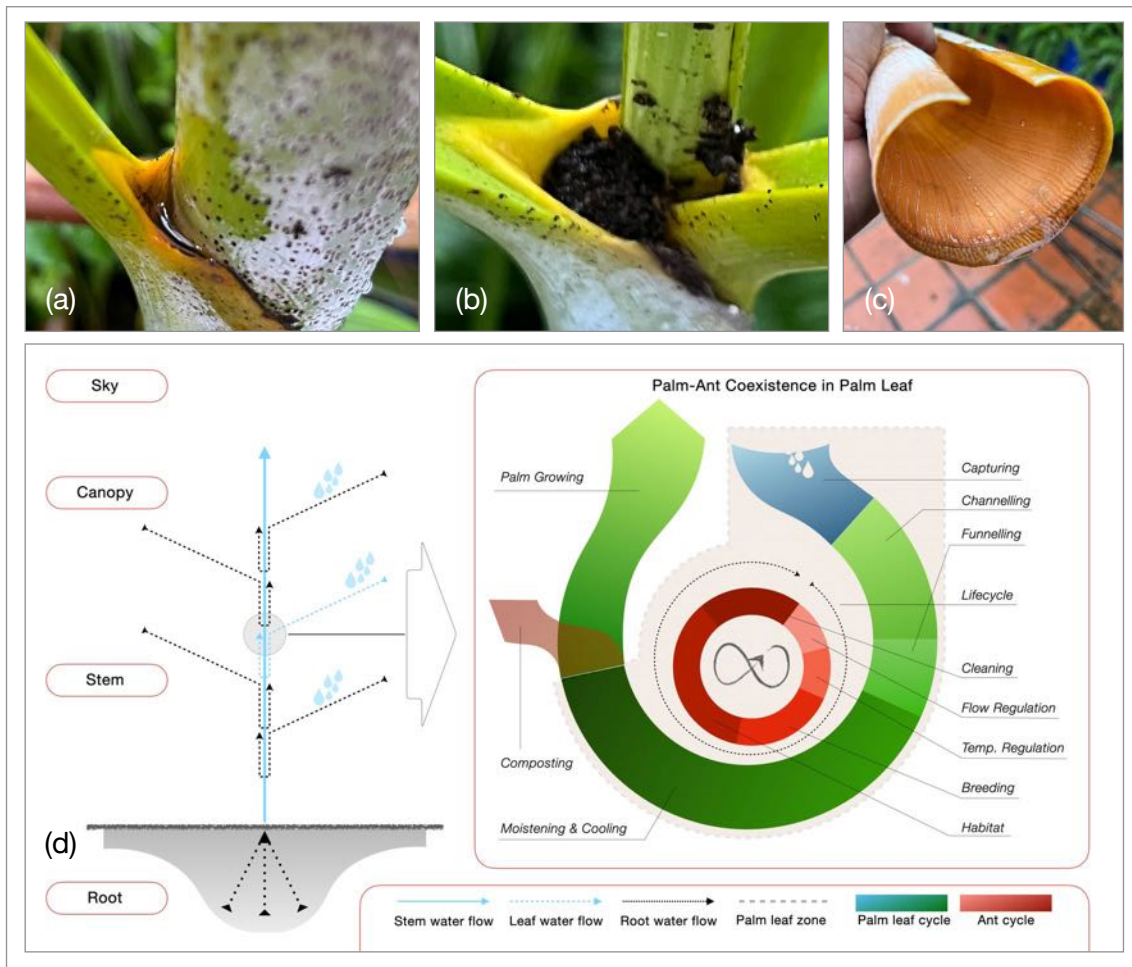 (a)
(b)
(c)
Sky
Canopy
Stem
(d)
Root
Palm-Ant Coexistence in Palm Leaf
Palm Growing
Composting
Moistening & Cooling
Capturing
Channelling
Funnelling
Lifecycle
Cleaning
Flow Regulation
Temp. Regulation
Breeding
Habitat
Stem water flow
Leaf water flow
Root water flow
Palm leaf zone
Palm leaf cycle
Ant cycle